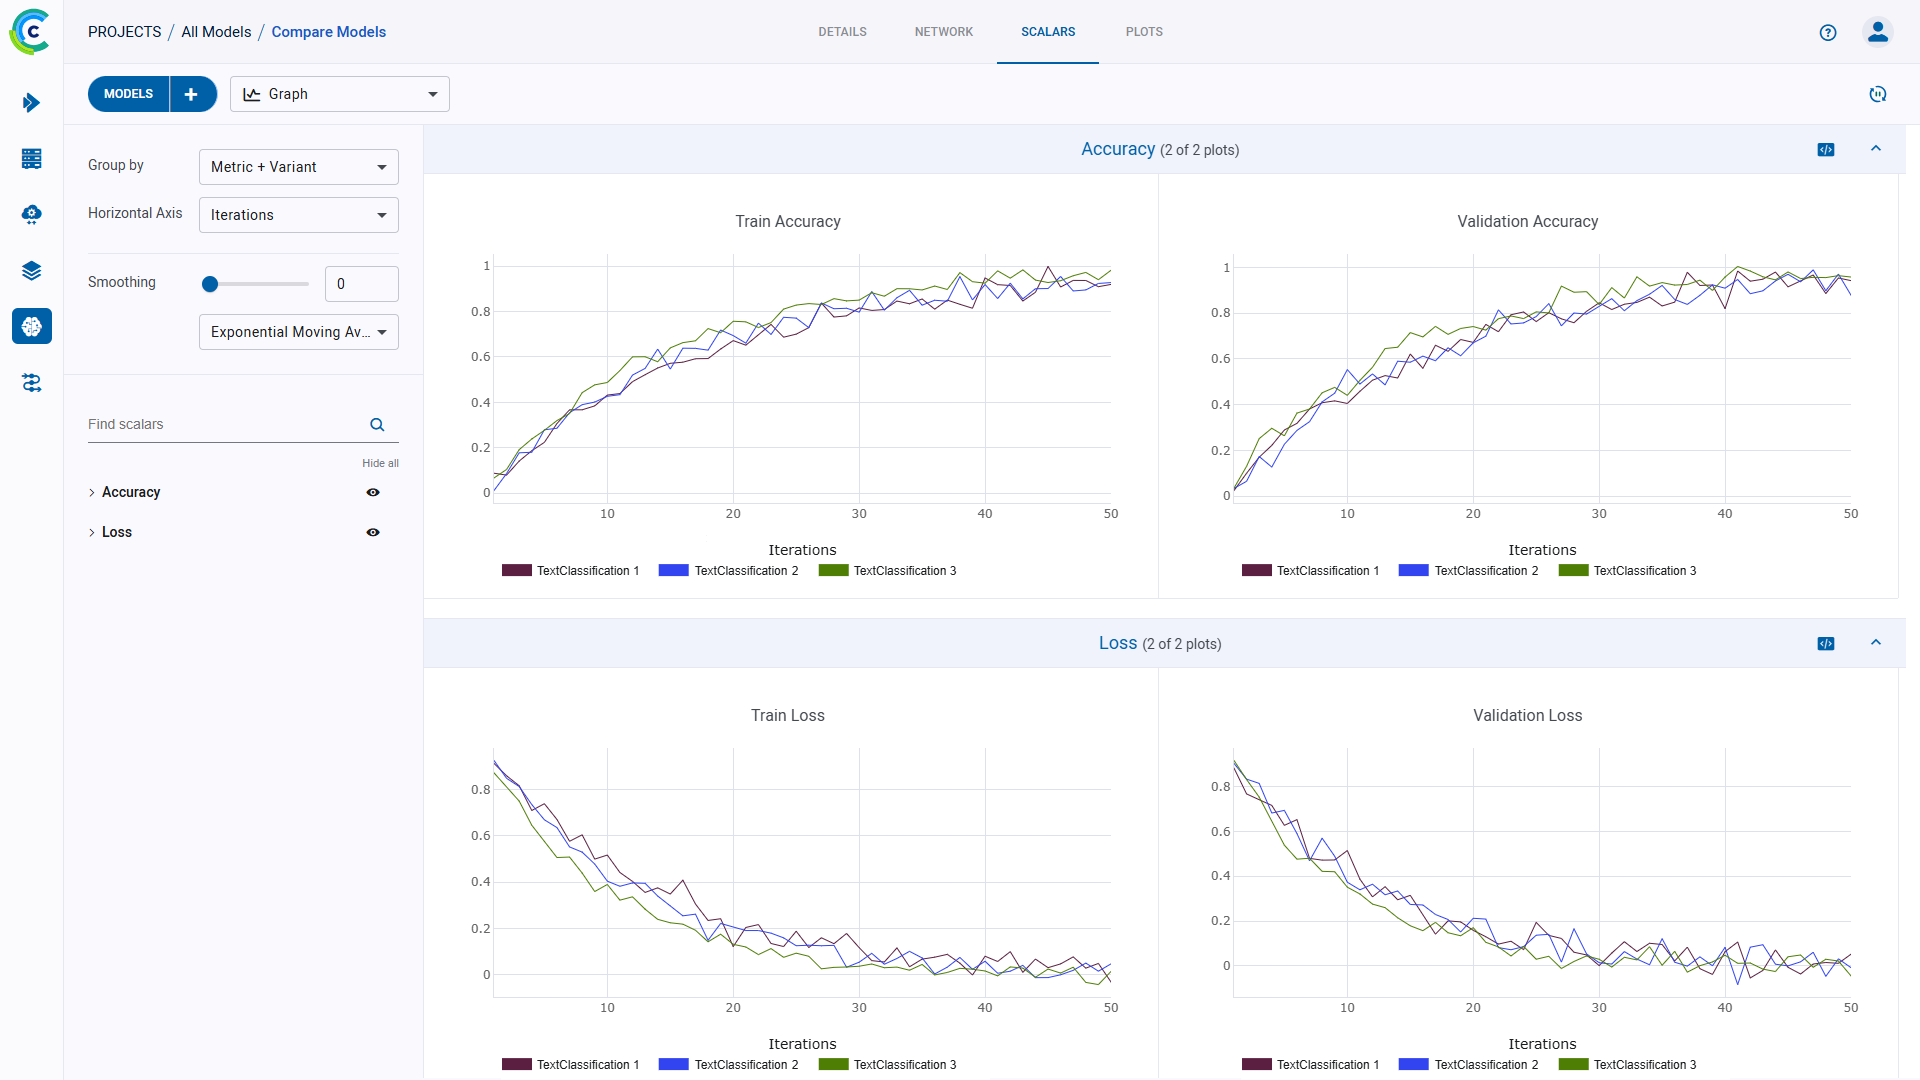 PROJECTS / All Models / Compare Models
DETAILS NETWORK SCALARS PLOTS
MODELS + Graph
Group by Metric + Variant
Horizontal Axis Iterations
Smoothing 0
Exponential Moving Av...
Find scalars
Hide all
Accuracy
Loss
Accuracy (2 of 2 plots)
Train Accuracy
1
0.8
0.6
0.4
0.2
0
10 20 30 40 50
Iterations
TextClassification 1 TextClassification 2 TextClassification 3
Validation Accuracy
1
0.8
0.6
0.4
0.2
0
10 20 30 40 50
Iterations
TextClassification 1 TextClassification 2 TextClassification 3
Loss (2 of 2 plots)
Train Loss
0.8
0.6
0.4
0.2
0
10 20 30 40 50
Iterations
TextClassification 1 TextClassification 2 TextClassification 3
Validation Loss
0.8
0.6
0.4
0.2
0
10 20 30 40 50
Iterations
TextClassification 1 TextClassification 2 TextClassification 3